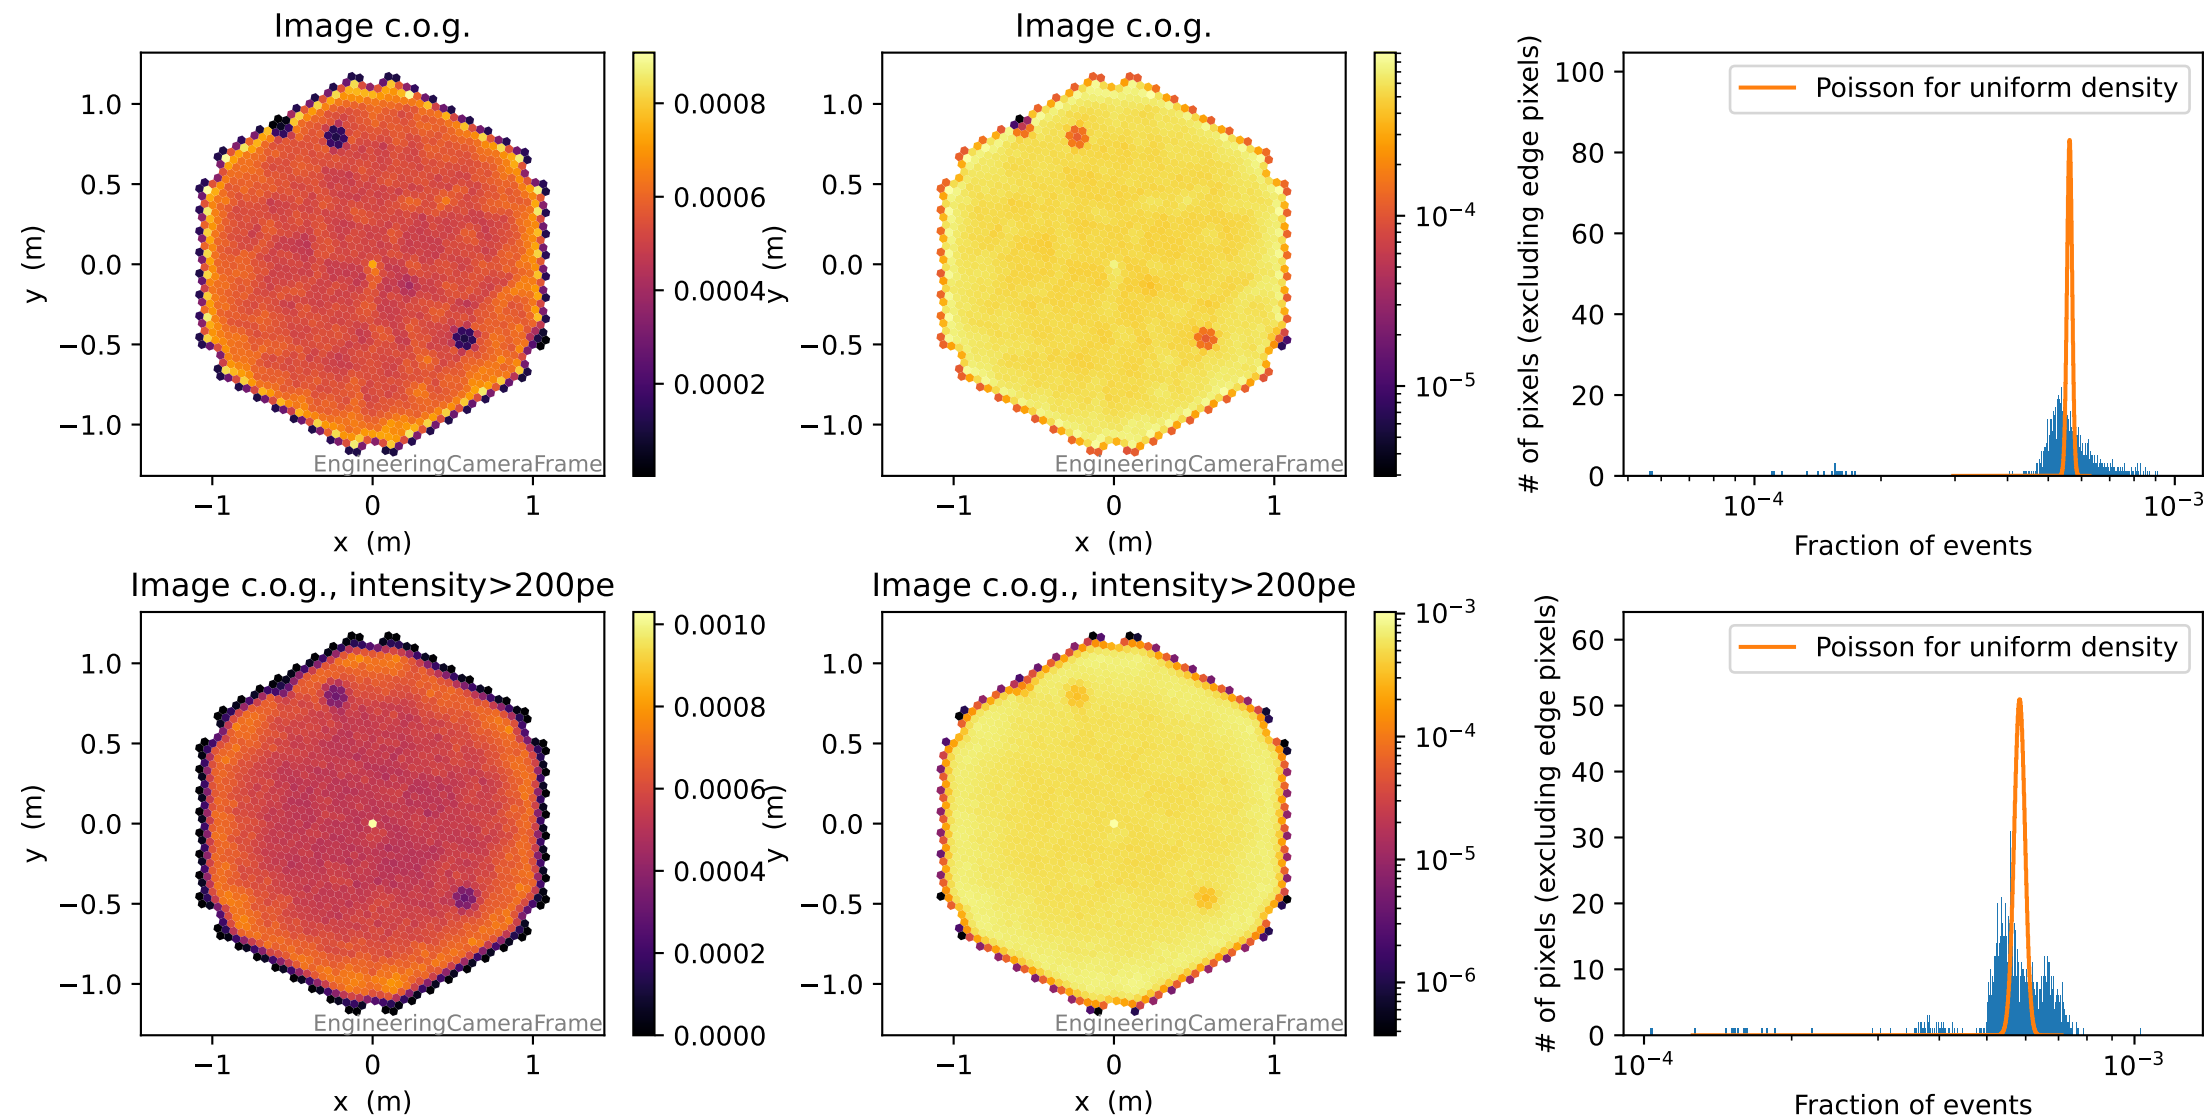 Image c.o.g.
1.0
0.5
0.0
−0.5
−1.0
y (m)
−1
0
1
x (m)
EngineeringCameraFrame
0.0008
0.0006
0.0004
0.0002
Image c.o.g.
1.0
0.5
0.0
−0.5
−1.0
y (m)
−1
0
1
x (m)
EngineeringCameraFrame
10⁻⁴
10⁻⁵
100
80
60
40
20
0
# of pixels (excluding edge pixels)
Poisson for uniform density
10⁻⁴
10⁻³
Fraction of events
Image c.o.g., intensity>200pe
1.0
0.5
0.0
−0.5
−1.0
y (m)
−1
0
1
x (m)
EngineeringCameraFrame
0.0010
0.0008
0.0006
0.0004
0.0002
0.0000
Image c.o.g., intensity>200pe
1.0
0.5
0.0
−0.5
−1.0
y (m)
−1
0
1
x (m)
EngineeringCameraFrame
10⁻³
10⁻⁴
10⁻⁵
10⁻⁶
60
50
40
30
20
10
0
# of pixels (excluding edge pixels)
Poisson for uniform density
10⁻⁴
10⁻³
Fraction of events